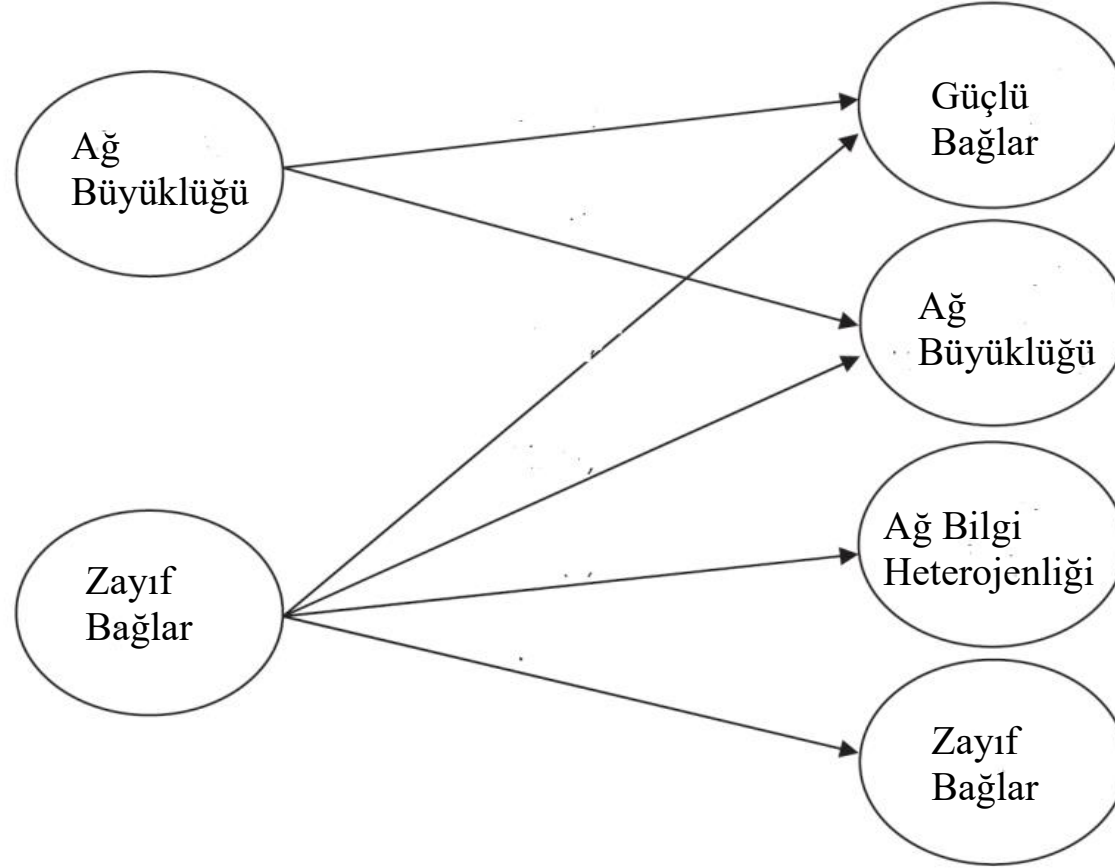 Ağ
Büyüklüğü
Zayıf
Bağlar
Güçlü
Bağlar
Ağ
Büyüklüğü
Ağ Bilgi
Heterojenliği
Zayıf
Bağlar